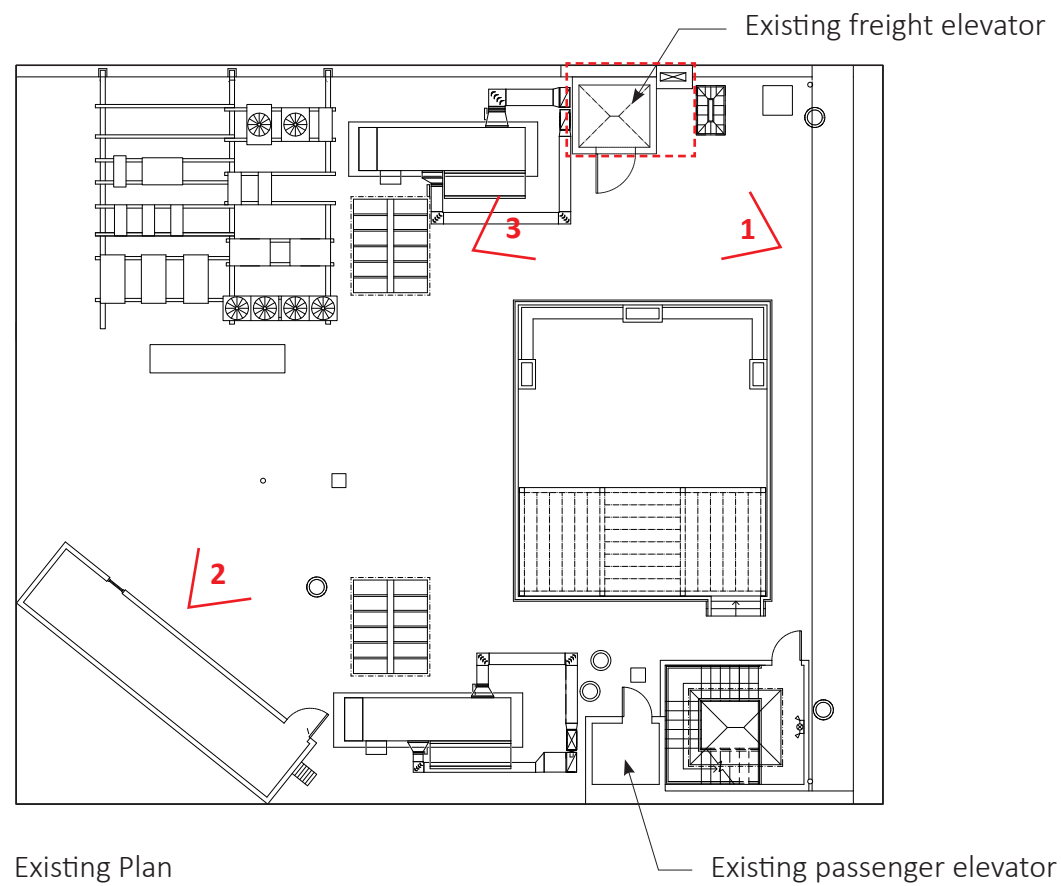 Existing freight elevator
3
1
2
Existing Plan
Existing passenger elevator